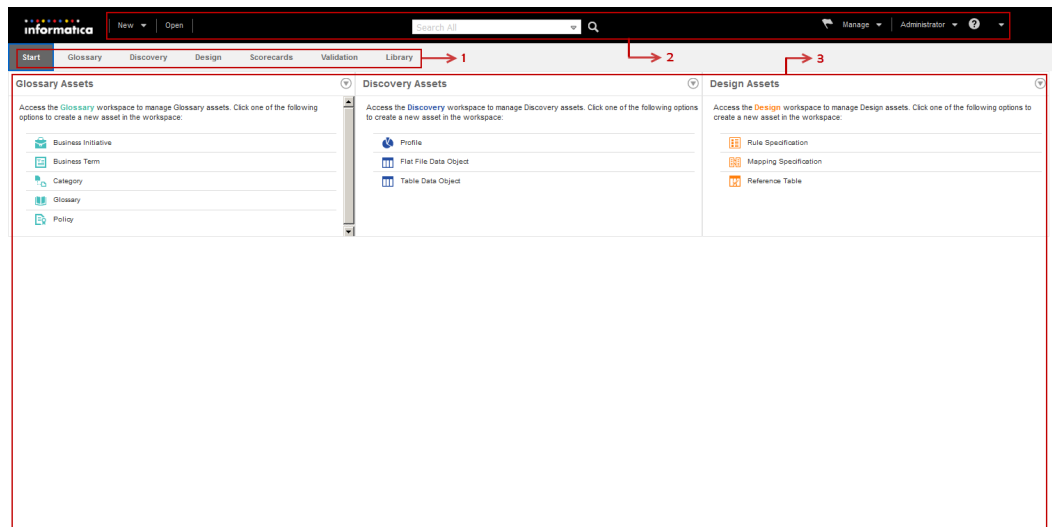 informatica New Open Search All Manage Administrator ?
Start Glossary Discovery Design Scorecards Validation Library 1 2 3
Glossary Assets
Access the Glossary workspace to manage Glossary assets. Click one of the following
options to create a new asset in the workspace:
Business Initiative
Business Term
Category
Glossary
Policy
Discovery Assets
Access the Discovery workspace to manage Discovery assets. Click one of the following options
to create a new asset in the workspace:
Profile
Flat File Data Object
Table Data Object
Design Assets
Access the Design workspace to manage Design assets. Click one of the following options to
create a new asset in the workspace:
Rule Specification
Mapping Specification
Reference Table